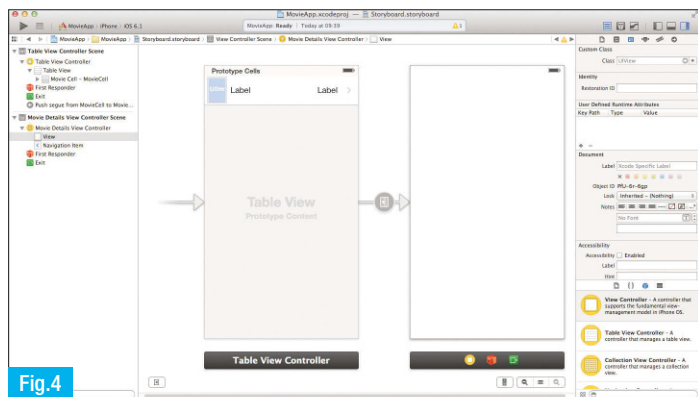 MovieApp.xcodeproj — Storyboard.storyboard
MovieApp iPhone iOS 6.1
MovieApp: Ready Today at 09:39
MovieApp MovieApp Storyboard.storyboard View Controller Scene Movie Details View Controller View
Table View Controller Scene
Table View Controller
Table View
Movie Cell – MovieCell
First Responder
Exit
Push segue from MovieCell to Movie...
Movie Details View Controller Scene
Movie Details View Controller
View
Navigation Item
First Responder
Exit
Prototype Cells
Label
Label
Table View
Prototype Content
Table View Controller
Custom Class
Class UIView
Identity
Restoration ID
User Defined Runtime Attributes
Key Path Type Value
Document
Label Xcode Specific Label
Object ID
Lock Inherited – (Nothing)
Notes
No Font
Accessibility
Accessibility Enabled
Label
Hint
View Controller – A controller that
supports the fundamental view-
management model in iPhone OS.
Table View Controller – A
controller that manages a table view.
Collection View Controller – A
controller that manages a collection
view.
Fig.4